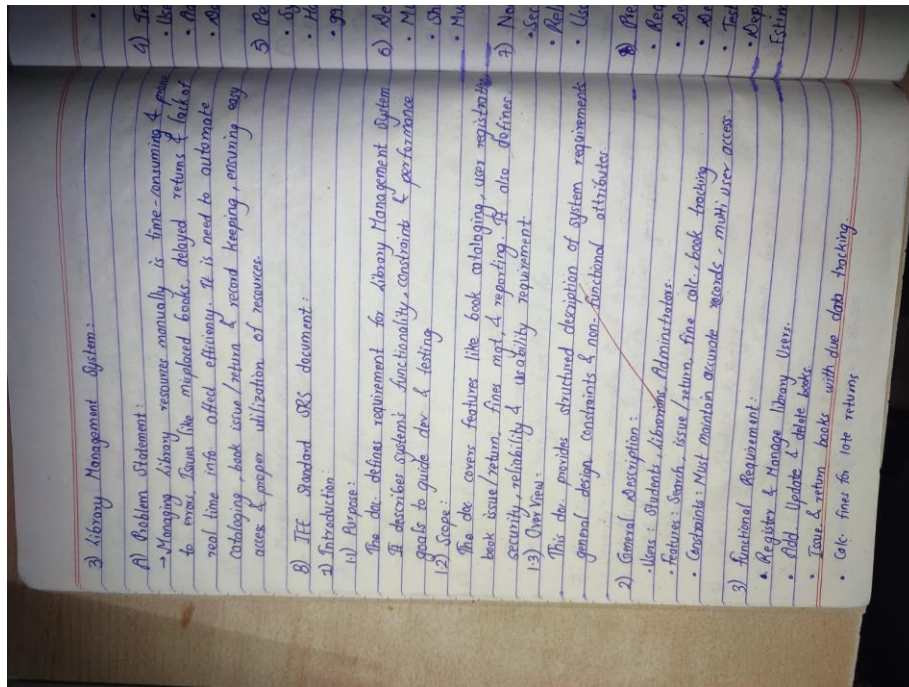 3) Library Management System:
A) Problem Statement:
→ Managing Library resources manually is time-consuming & prone
to errors, Issues like misplaced books, delayed returns & lack of
real time info affect efficiency. It is need to automate
Cataloging, book issue/return & record keeping, ensuring easy
access & proper utilization of resources.
B) IEE Standard SRS document:
1) Introduction:
1.1) Purpose:
The doc defines requirement for Library Management System
It describes system's functionality, constraints & performance
goals to guide dev & testing
1.2) Scope:
The doc covers features like book cataloging, user registration
book issue/return, fines mgt, & reporting. It also defines.
security, reliability & usability requirement
1.3) Over View:
This doc provides structured description of system requirements
general design constraints & non-functional attributes
2) General Description:
• Users: Students, librarians, Administrators.
• Features: Search, issue/return fine calc., book tracking
• Constraints: Must maintain accurate records, multi user access.
3) Functional Requirement:
• Register & Manage library Users.
• Add Update & delete books.
• Issue & return books with due data tracking.
• Calc fines for late returns
4)
5)
6)
7)
8)